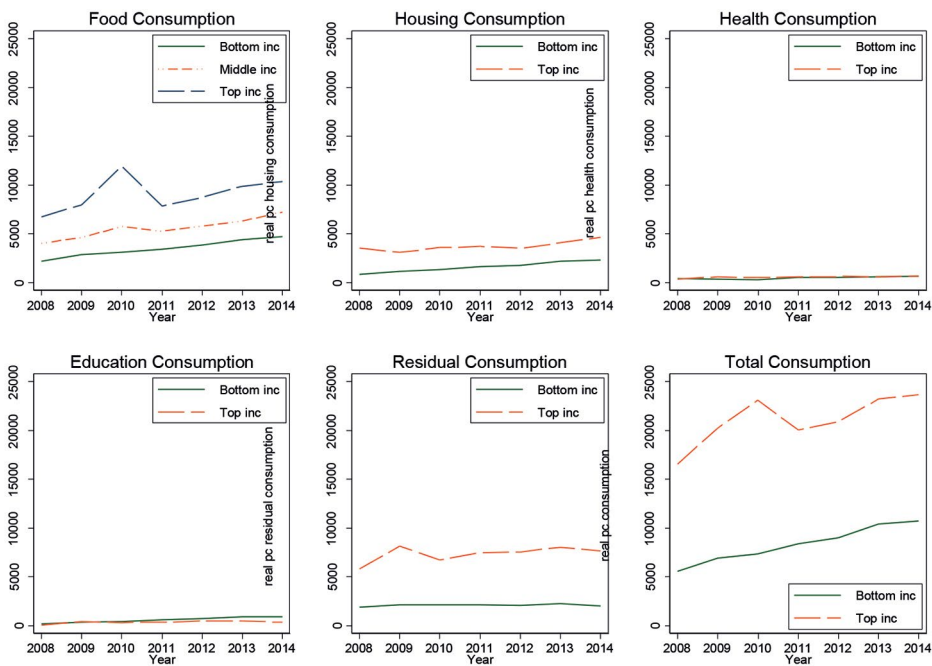 Food Consumption
25000
20000
15000
10000
5000
0
Bottom inc
Middle inc
Top inc
2008 2009 2010 2011 2012 2013 2014
Year
Housing Consumption
real pc housing consumption
25000
20000
15000
10000
5000
0
Bottom inc
Top inc
2008 2009 2010 2011 2012 2013 2014
Year
Health Consumption
real pc health consumption
25000
20000
15000
10000
5000
0
Bottom inc
Top inc
2008 2009 2010 2011 2012 2013 2014
Year
Education Consumption
25000
20000
15000
10000
5000
0
Bottom inc
Top inc
2008 2009 2010 2011 2012 2013 2014
Year
Residual Consumption
real pc residual consumption
25000
20000
15000
10000
5000
0
Bottom inc
Top inc
2008 2009 2010 2011 2012 2013 2014
Year
Total Consumption
real pc consumption
25000
20000
15000
10000
5000
0
Bottom inc
Top inc
2008 2009 2010 2011 2012 2013 2014
Year